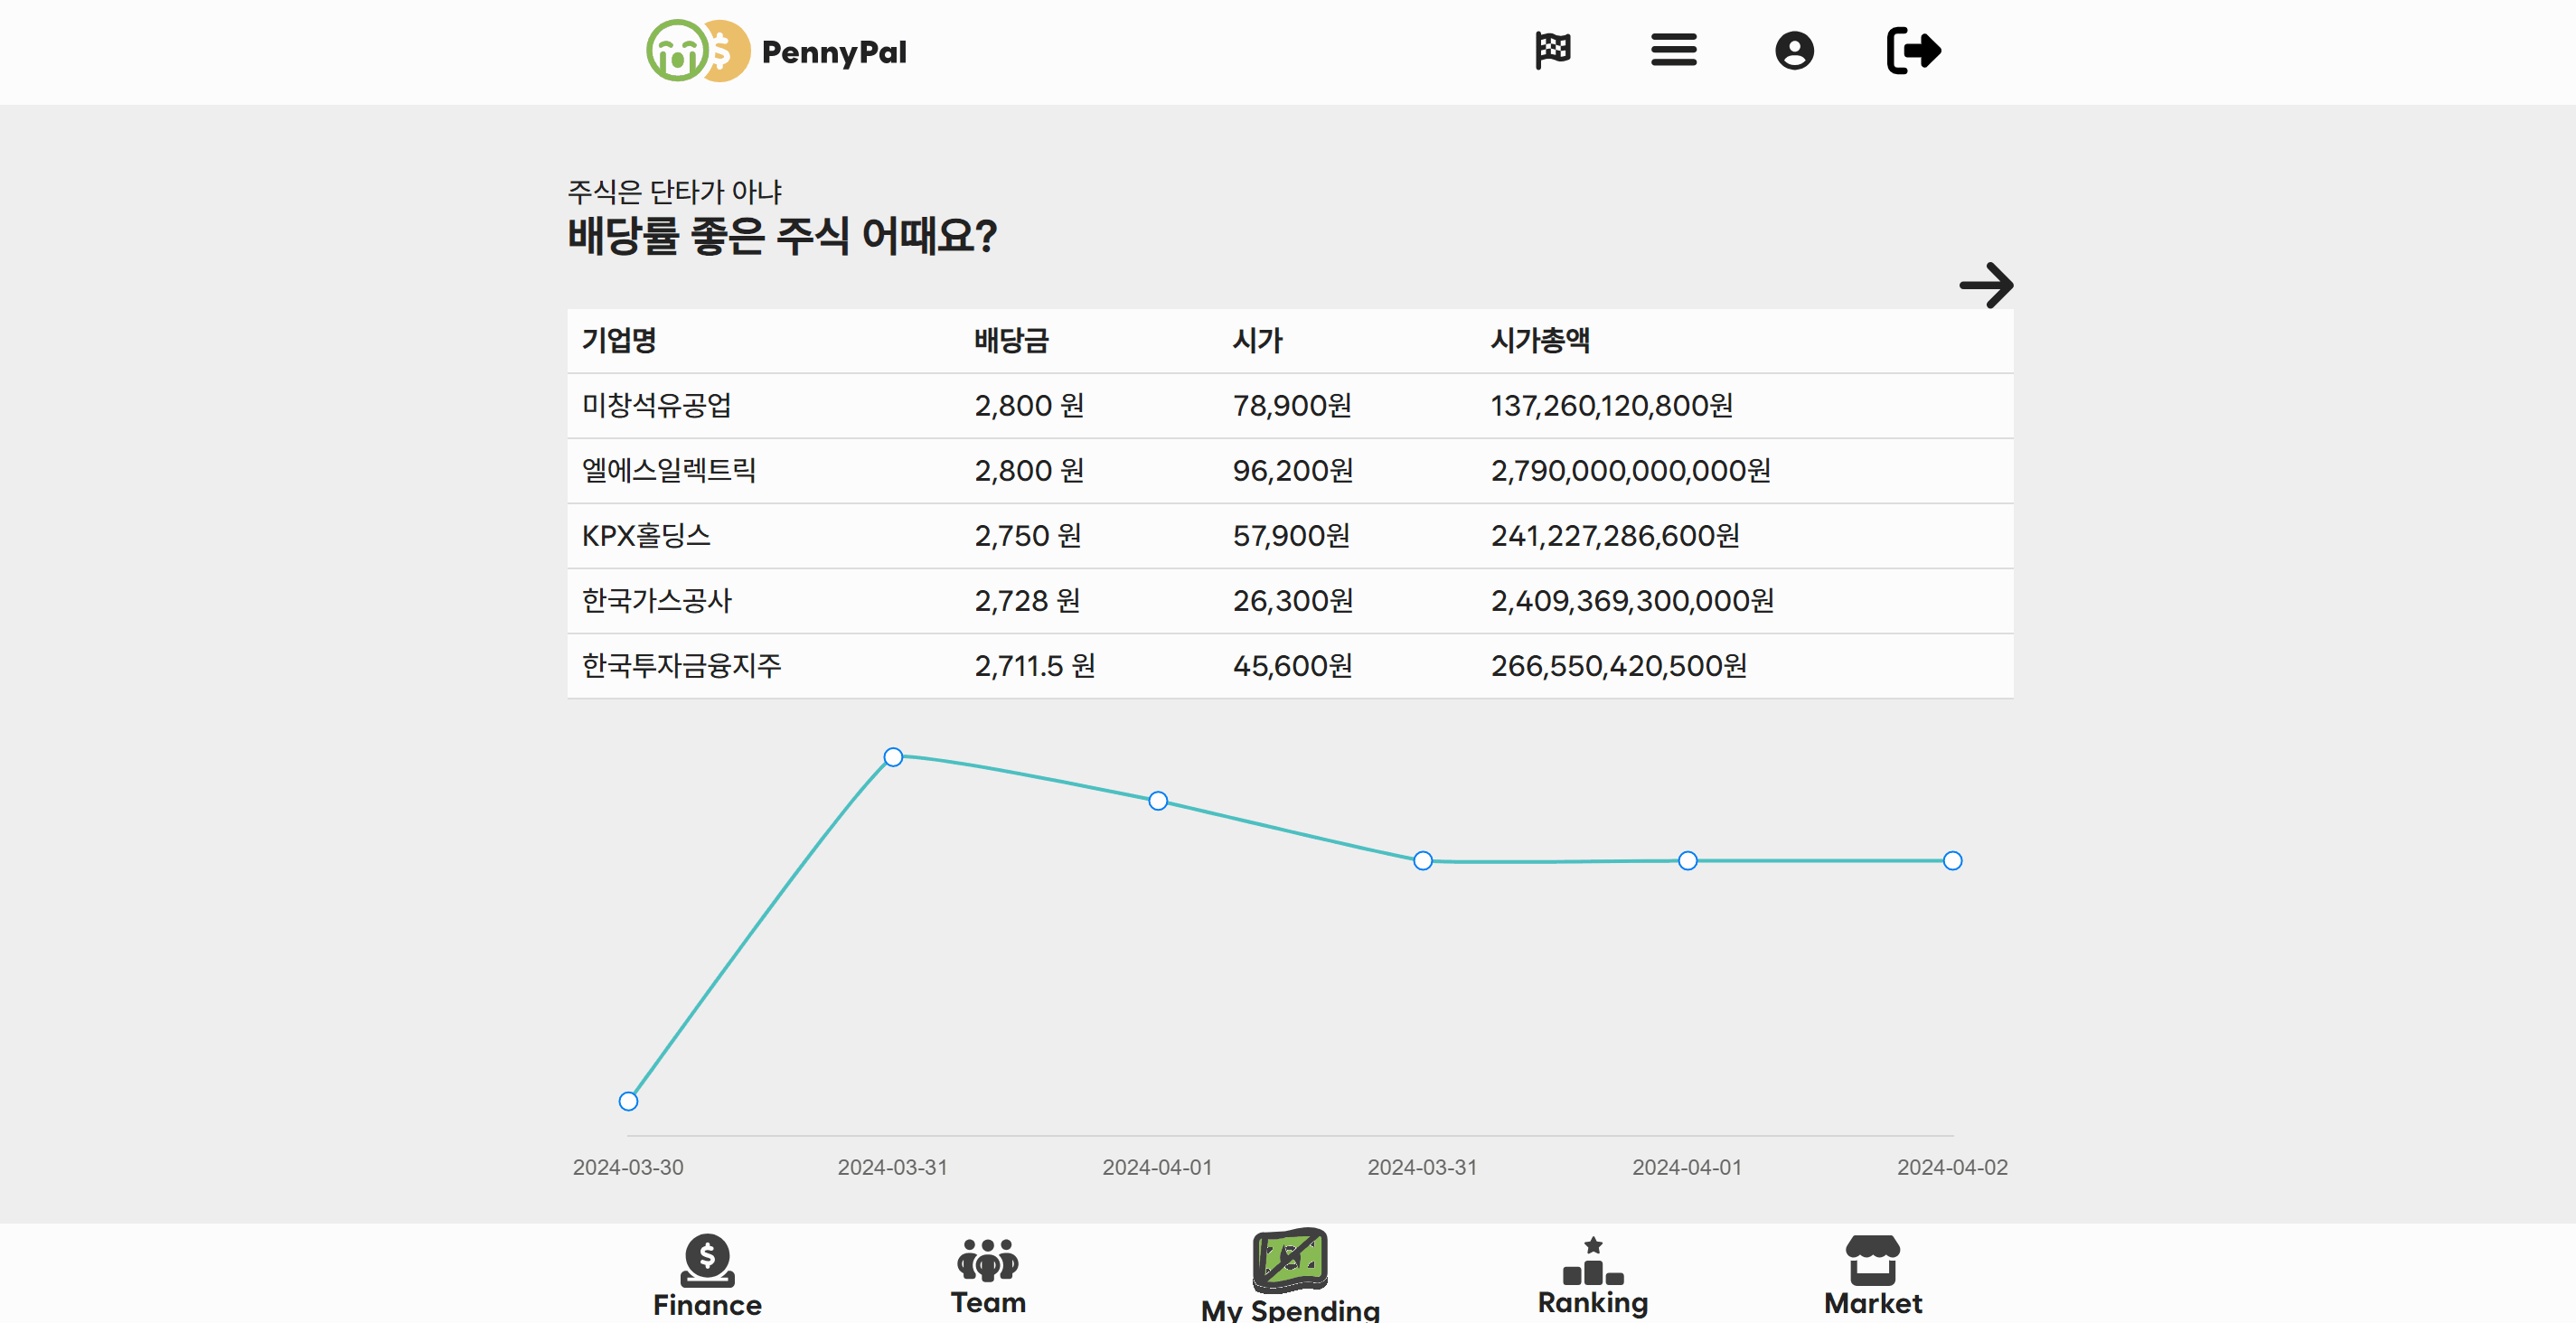 PennyPal
주식은 단타가 아냐
배당률 좋은 주식 어때요?
기업명 배당금 시가 시가총액
미창석유공업 2,800 원 78,900원 137,260,120,800원
엘에스일렉트릭 2,800 원 96,200원 2,790,000,000,000원
KPX홀딩스 2,750 원 57,900원 241,227,286,600원
한국가스공사 2,728 원 26,300원 2,409,369,300,000원
한국투자금융지주 2,711.5 원 45,600원 266,550,420,500원
2024-03-30 2024-03-31 2024-04-01 2024-03-31 2024-04-01 2024-04-02
Finance Team My Spending Ranking Market